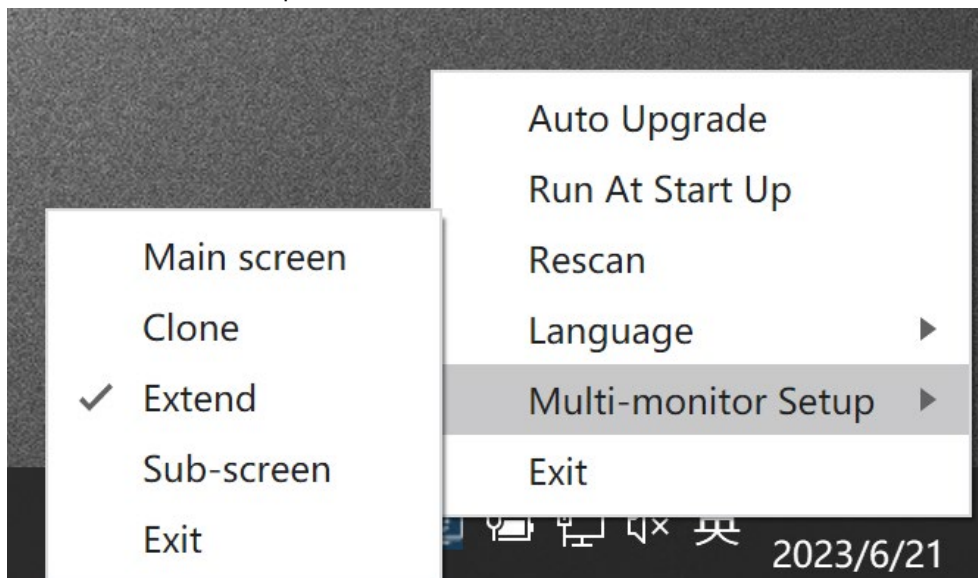 Auto Upgrade
Run At Start Up
Rescan
Language
Multi-monitor Setup
Exit
Main screen
Clone
Extend
Sub-screen
Exit
英
2023/6/21